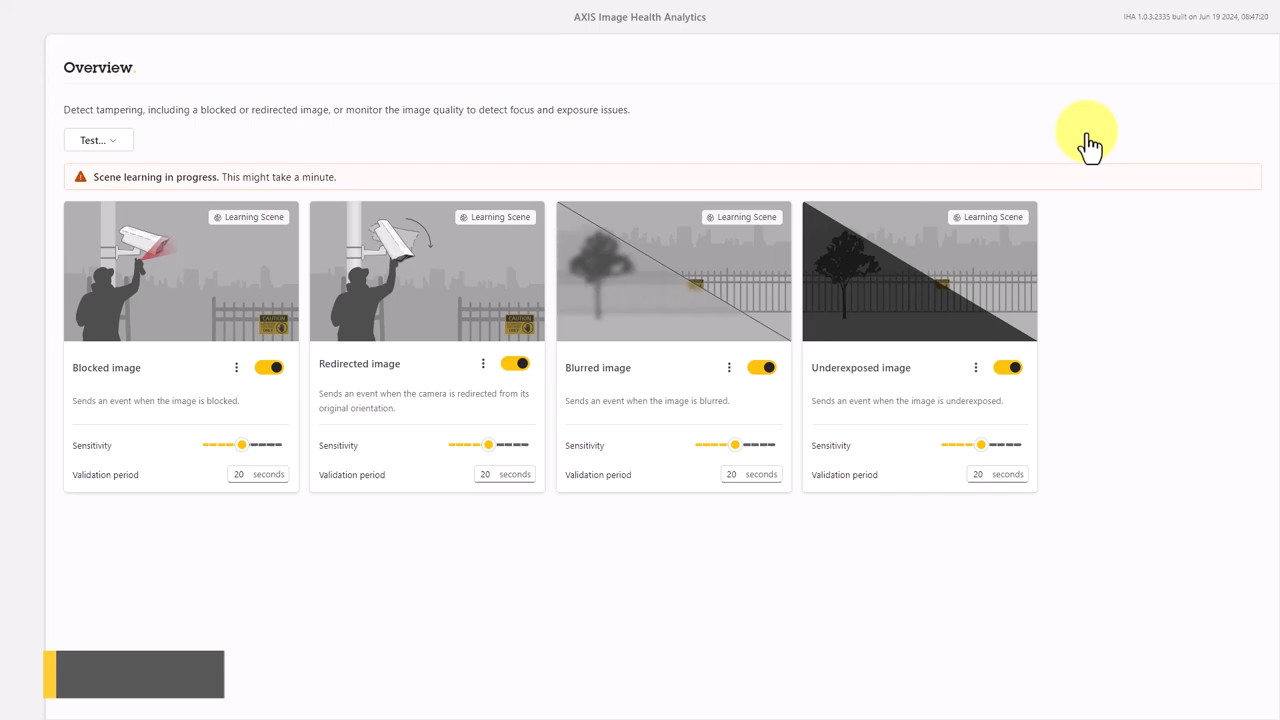 AXIS Image Health Analytics
IHA 1.0.3.2335 built on Jun 19 2024, 08:47:20
Overview.
Detect tampering, including a blocked or redirected image, or monitor the image quality to detect focus and exposure issues.
Test...
Scene learning in progress. This might take a minute.
Learning Scene
CAUTION
ONLY
Blocked image
Sends an event when the image is blocked.
Sensitivity
Validation period
20 seconds
Learning Scene
CAUTION
ONLY
Redirected image
Sends an event when the camera is redirected from its
original orientation.
Sensitivity
Validation period
20 seconds
Learning Scene
Blurred image
Sends an event when the image is blurred.
Sensitivity
Validation period
20 seconds
Learning Scene
Underexposed image
Sends an event when the image is underexposed.
Sensitivity
Validation period
20 seconds